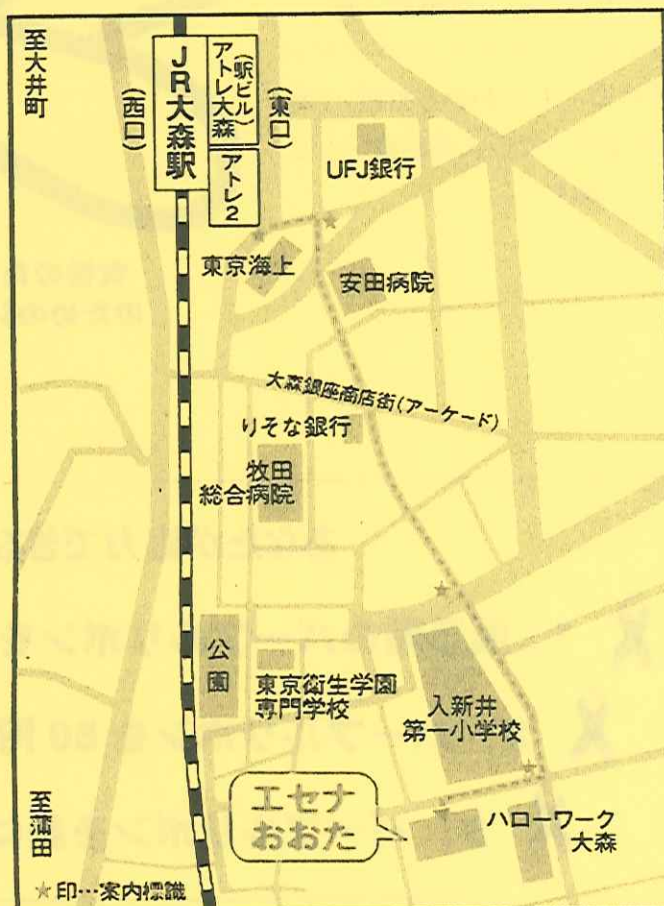 至大井町
(西口)
JR大森駅
(駅ビル)
アトレ大森
アトレ2
(東口)
UFJ銀行
東京海上
安田病院
大森銀座商店街(アーケード)
りそな銀行
牧田
総合病院
公園
東京衛生学園
専門学校
入新井
第一小学校
エセナ
おおた
ハローワーク
大森
至蒲田
★印…案内標識